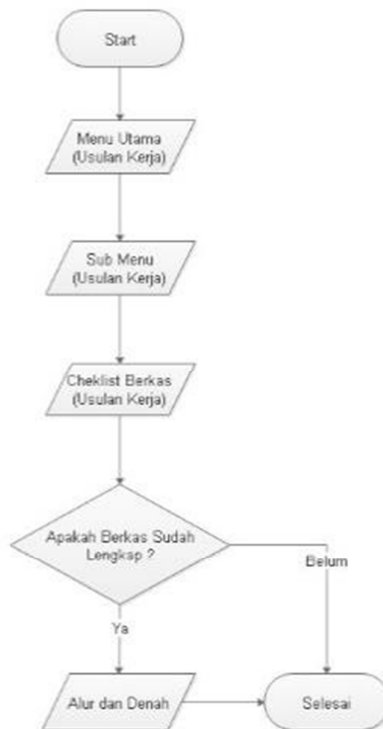 Start
Menu Utama
(Usulan Kerja)
Sub Menu
(Usulan Kerja)
Cheklist Berkas
(Usulan Kerja)
Apakah Berkas Sudah
Lengkap ?
Belum
Ya
Alur dan Denah
Selesai